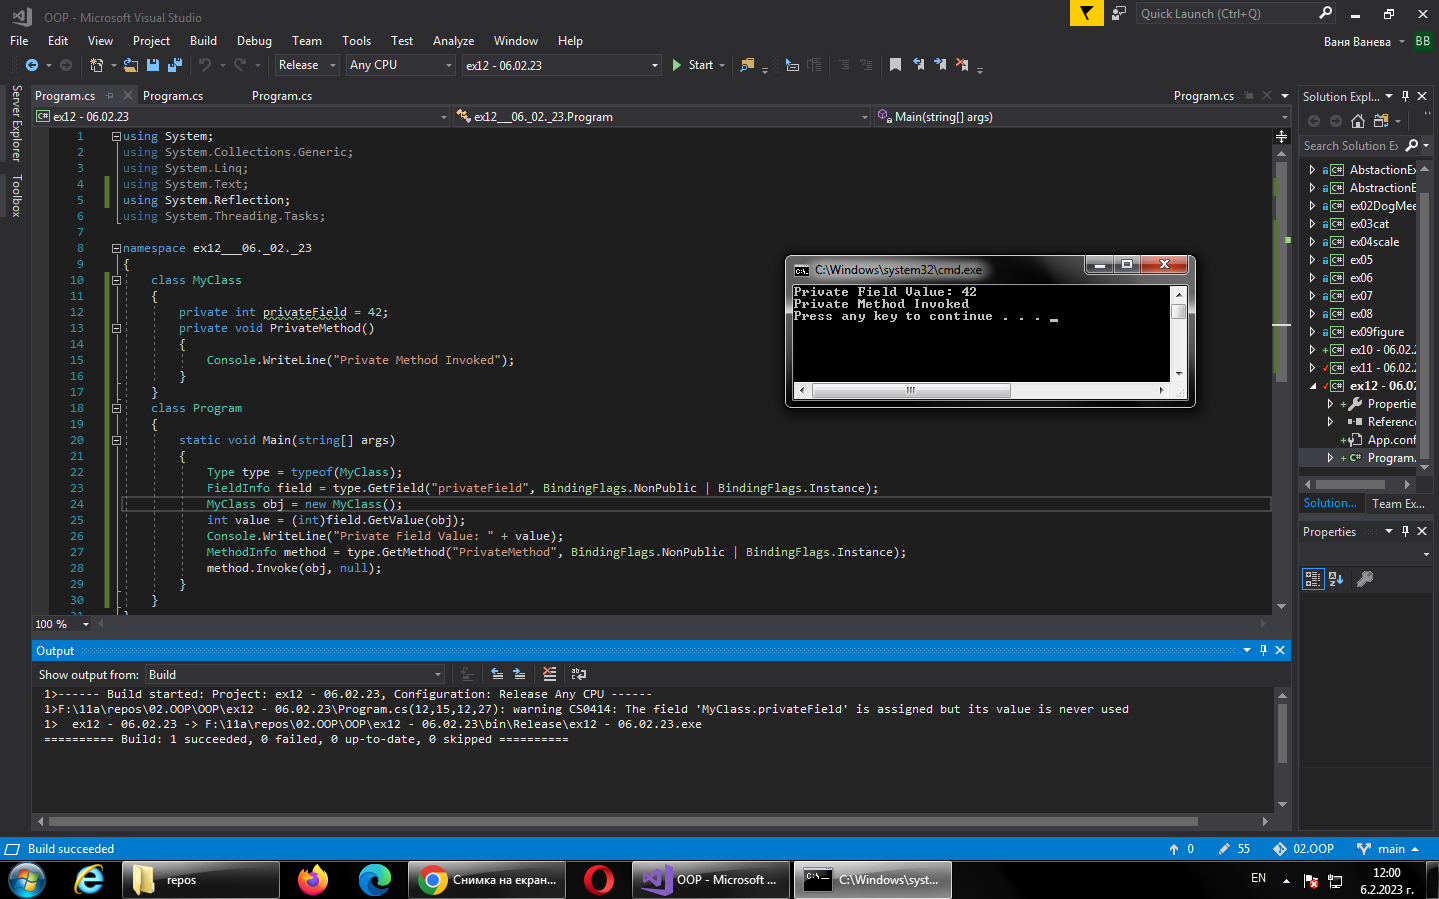 OOP - Microsoft Visual Studio
Quick Launch (Ctrl+Q)
File Edit View Project Build Debug Team Tools Test Analyze Window Help
Ваня Ванева BB
Release Any CPU ex12 - 06.02.23 Start
Server Explorer
Toolbox
Program.cs Program.cs Program.cs Program.cs
ex12 - 06.02.23 ex12___06._02._23.Program Main(string[] args)
1 using System;
2 using System.Collections.Generic;
3 using System.Linq;
4 using System.Text;
5 using System.Reflection;
6 using System.Threading.Tasks;
7
8 namespace ex12___06._02._23
9 {
10 class MyClass
11 {
12 private int privateField = 42;
13 private void PrivateMethod()
14 {
15 Console.WriteLine("Private Method Invoked");
16 }
17 }
18 class Program
19 {
20 static void Main(string[] args)
21 {
22 Type type = typeof(MyClass);
23 FieldInfo field = type.GetField("privateField", BindingFlags.NonPublic | BindingFlags.Instance);
24 MyClass obj = new MyClass();
25 int value = (int)field.GetValue(obj);
26 Console.WriteLine("Private Field Value: " + value);
27 MethodInfo method = type.GetMethod("PrivateMethod", BindingFlags.NonPublic | BindingFlags.Instance);
28 method.Invoke(obj, null);
29 }
30 }
31 }
100 %
C:\Windows\system32\cmd.exe
Private Field Value: 42
Private Method Invoked
Press any key to continue . . . _
Solution Expl...
Search Solution Ex
C# AbstactionEx
C# AbstractionE
C# ex02DogMee
C# ex03cat
C# ex04scale
C# ex05
C# ex06
C# ex07
C# ex08
C# ex09figure
C# ex10 - 06.02.2
C# ex11 - 06.02.2
C# ex12 - 06.02
Propertie
Referenc
App.conf
C# Program.
Solution... Team Ex...
Properties
Output
Show output from: Build
1>------ Build started: Project: ex12 - 06.02.23, Configuration: Release Any CPU ------
1>F:\11a\repos\02.OOP\OOP\ex12 - 06.02.23\Program.cs(12,15,12,27): warning CS0414: The field 'MyClass.privateField' is assigned but its value is never used
1> ex12 - 06.02.23 -> F:\11a\repos\02.OOP\OOP\ex12 - 06.02.23\bin\Release\ex12 - 06.02.23.exe
========== Build: 1 succeeded, 0 failed, 0 up-to-date, 0 skipped ==========
Build succeeded 0 55 02.OOP main
repos Снимка на екран... OOP - Microsoft ... C:\Windows\syst... EN 12:00
6.2.2023 г.